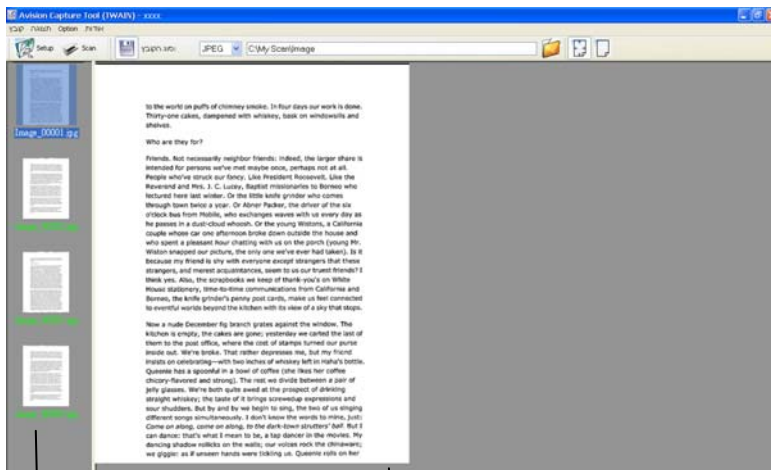 Avision Capture Tool (TWAIN) - xxxx
קובץ תצוגה Option אודות
Setup Scan סוג הקובץ JPEG C:\My Scan\Image
Image_00001.jpg
to the world on puffs of chimney smoke. In four days our work is done.
Thirty-one cakes, dampened with whiskey, bask on windowsills and
shelves.
Who are they for?
Friends. Not necessarily neighbor friends: indeed, the larger share is
intended for persons we've met maybe once, perhaps not at all.
People who've struck our fancy. Like President Roosevelt. Like the
Reverend and Mrs. J. C. Lucey, Baptist missionaries to Borneo who
lectured here last winter. Or the little knife grinder who comes
through town twice a year. Or Abner Packer, the driver of the six
o'clock bus from Mobile, who exchanges waves with us every day as
he passes in a dust-cloud whoosh. Or the young Wistons, a California
couple whose car one afternoon broke down outside the house and
who spent a pleasant hour chatting with us on the porch (young Mr.
Wiston snapped our picture, the only one we've ever had taken). Is it
because my friend is shy with everyone except strangers that these
strangers, and merest acquaintances, seem to us our truest friends? I
think yes. Also, the scrapbooks we keep of thank-you's on White
House stationery, time-to-time communications from California and
Borneo, the knife grinder's penny post cards, make us feel connected
to eventful worlds beyond the kitchen with its view of a sky that stops.
Now a nude December fig branch grates against the window. The
kitchen is empty, the cakes are gone; yesterday we carted the last of
them to the post office, where the cost of stamps turned our purse
inside out. We're broke. That rather depresses me, but my friend
insists on celebrating—with two inches of whiskey left in Haha's bottle.
Queenie has a spoonful in a bowl of coffee (she likes her coffee
chicory-flavored and strong). The rest we divide between a pair of
jelly glasses. We're both quite awed at the prospect of drinking
straight whiskey; the taste of it brings screwedup expressions and
sour shudders. But by and by we begin to sing, the two of us singing
different songs simultaneously. I don't know the words to mine, just:
Come on along, come on along, to the dark-town strutters' ball. But I
can dance: that's what I mean to be, a tap dancer in the movies. My
dancing shadow rollicks on the walls; our voices rock the chinaware;
we giggle: as if unseen hands were tickling us. Queenie rolls on her